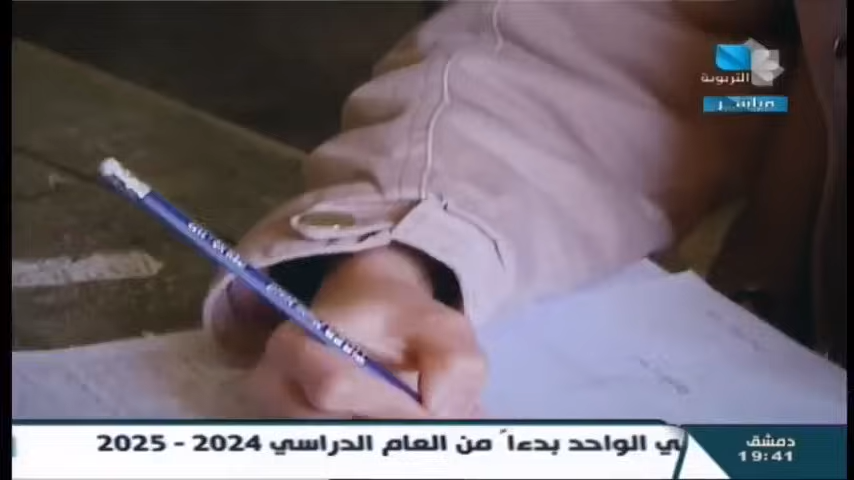 التربوية
مباشر
ي الواحد بدءاً من العام الدراسي 2024 - 2025
دمشق
19:41